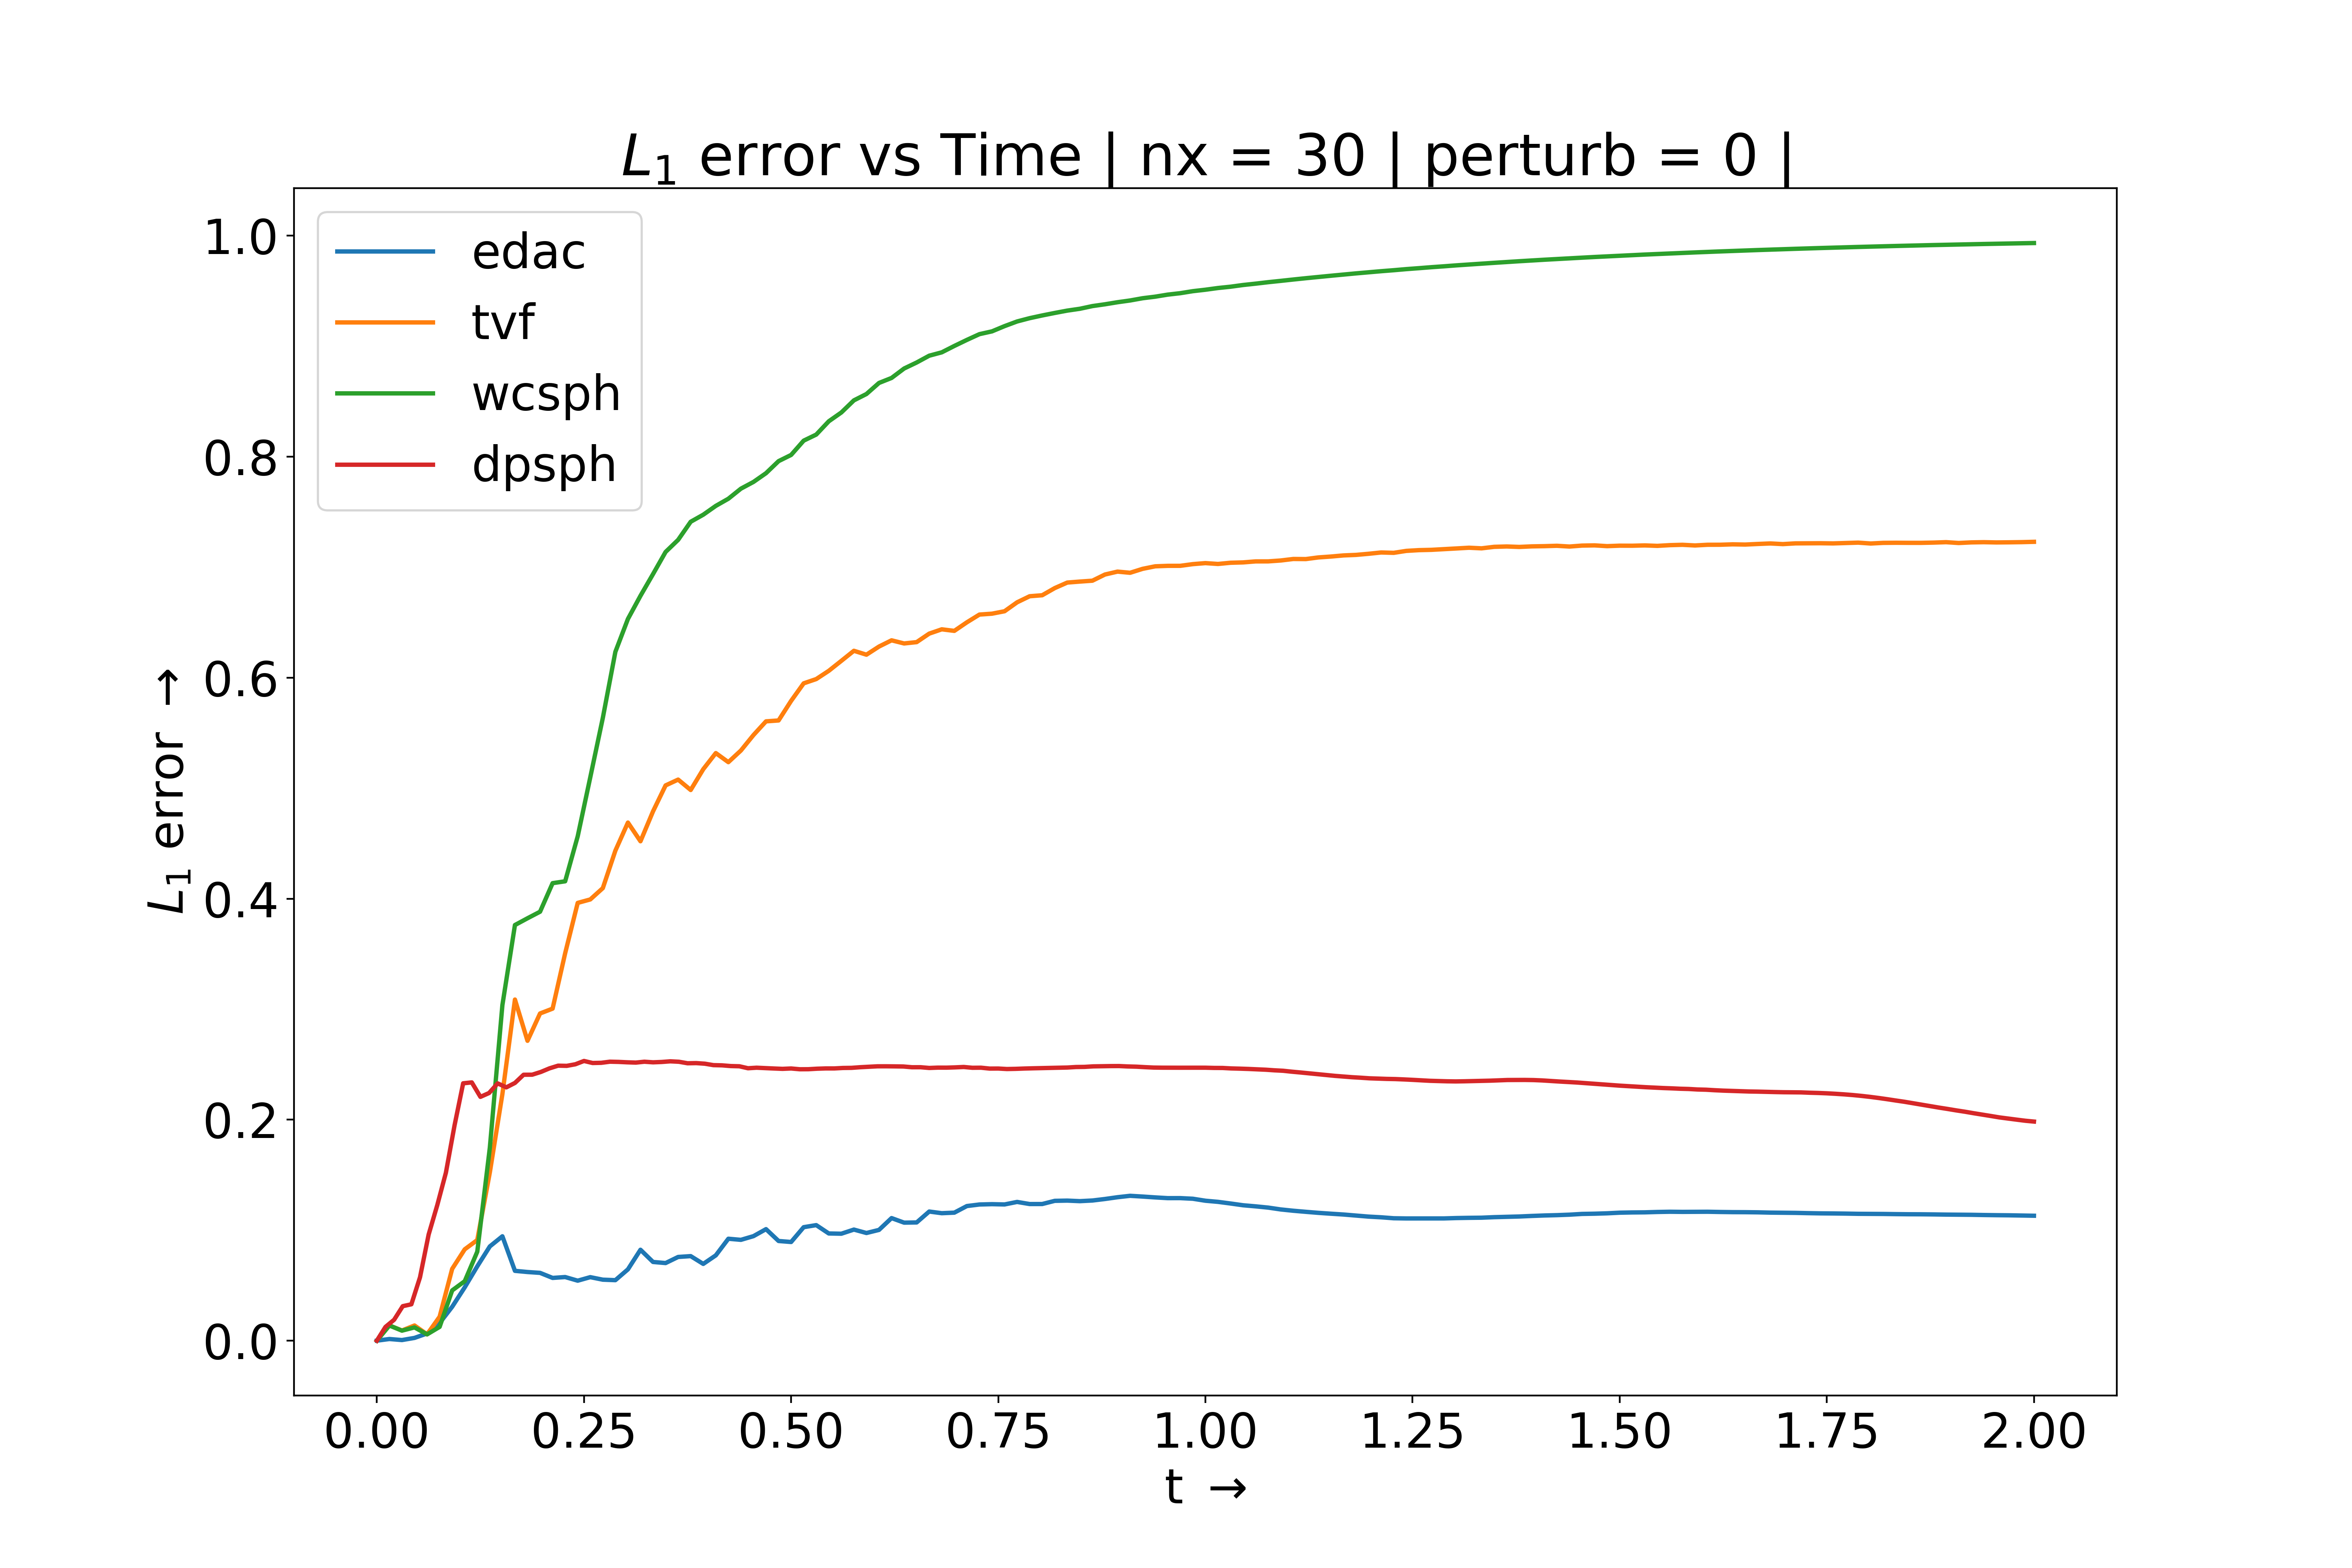 L₁ error vs Time | nx = 30 | perturb = 0 |
edac
tvf
wcsph
dpsph
1.0
0.8
0.6
0.4
0.2
0.0
L₁ error →
0.00 0.25 0.50 0.75 1.00 1.25 1.50 1.75 2.00
t →